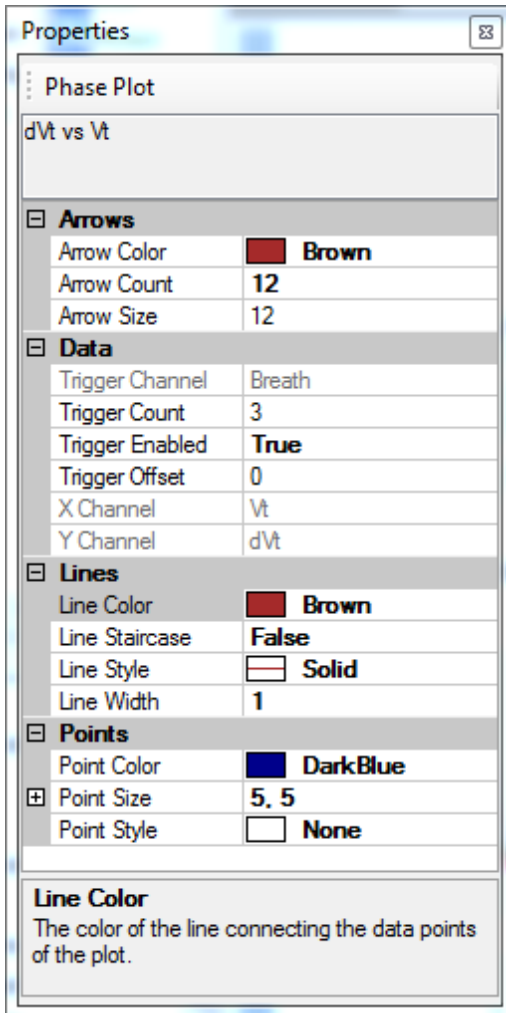 Properties
Phase Plot
dVt vs Vt
Arrows
Arrow Color Brown
Arrow Count 12
Arrow Size 12
Data
Trigger Channel Breath
Trigger Count 3
Trigger Enabled True
Trigger Offset 0
X Channel Vt
Y Channel dVt
Lines
Line Color Brown
Line Staircase False
Line Style Solid
Line Width 1
Points
Point Color DarkBlue
Point Size 5, 5
Point Style None
Line Color
The color of the line connecting the data points
of the plot.